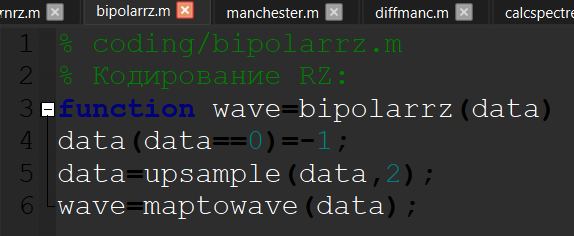 rnrz.m bipolarrz.m manchester.m diffmanc.m calcspectre
1 % coding/bipolarrz.m
2 % Кодирование RZ:
3 function wave=bipolarrz(data)
4 data(data==0)=-1;
5 data=upsample(data,2);
6 wave=maptowave(data);